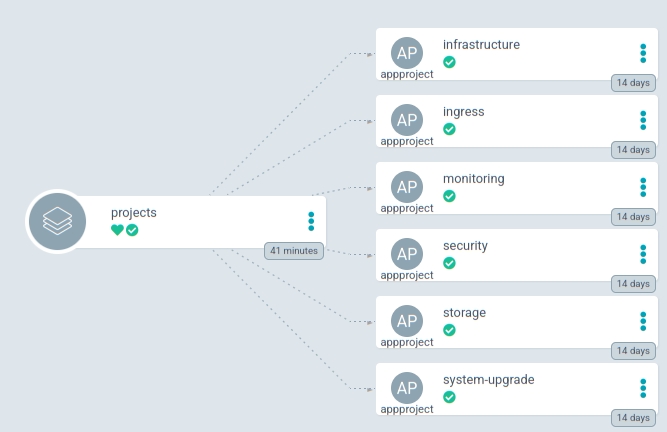 projects
41 minutes
AP
appproject
infrastructure
14 days
AP
appproject
ingress
14 days
AP
appproject
monitoring
14 days
AP
appproject
security
14 days
AP
appproject
storage
14 days
AP
appproject
system-upgrade
14 days